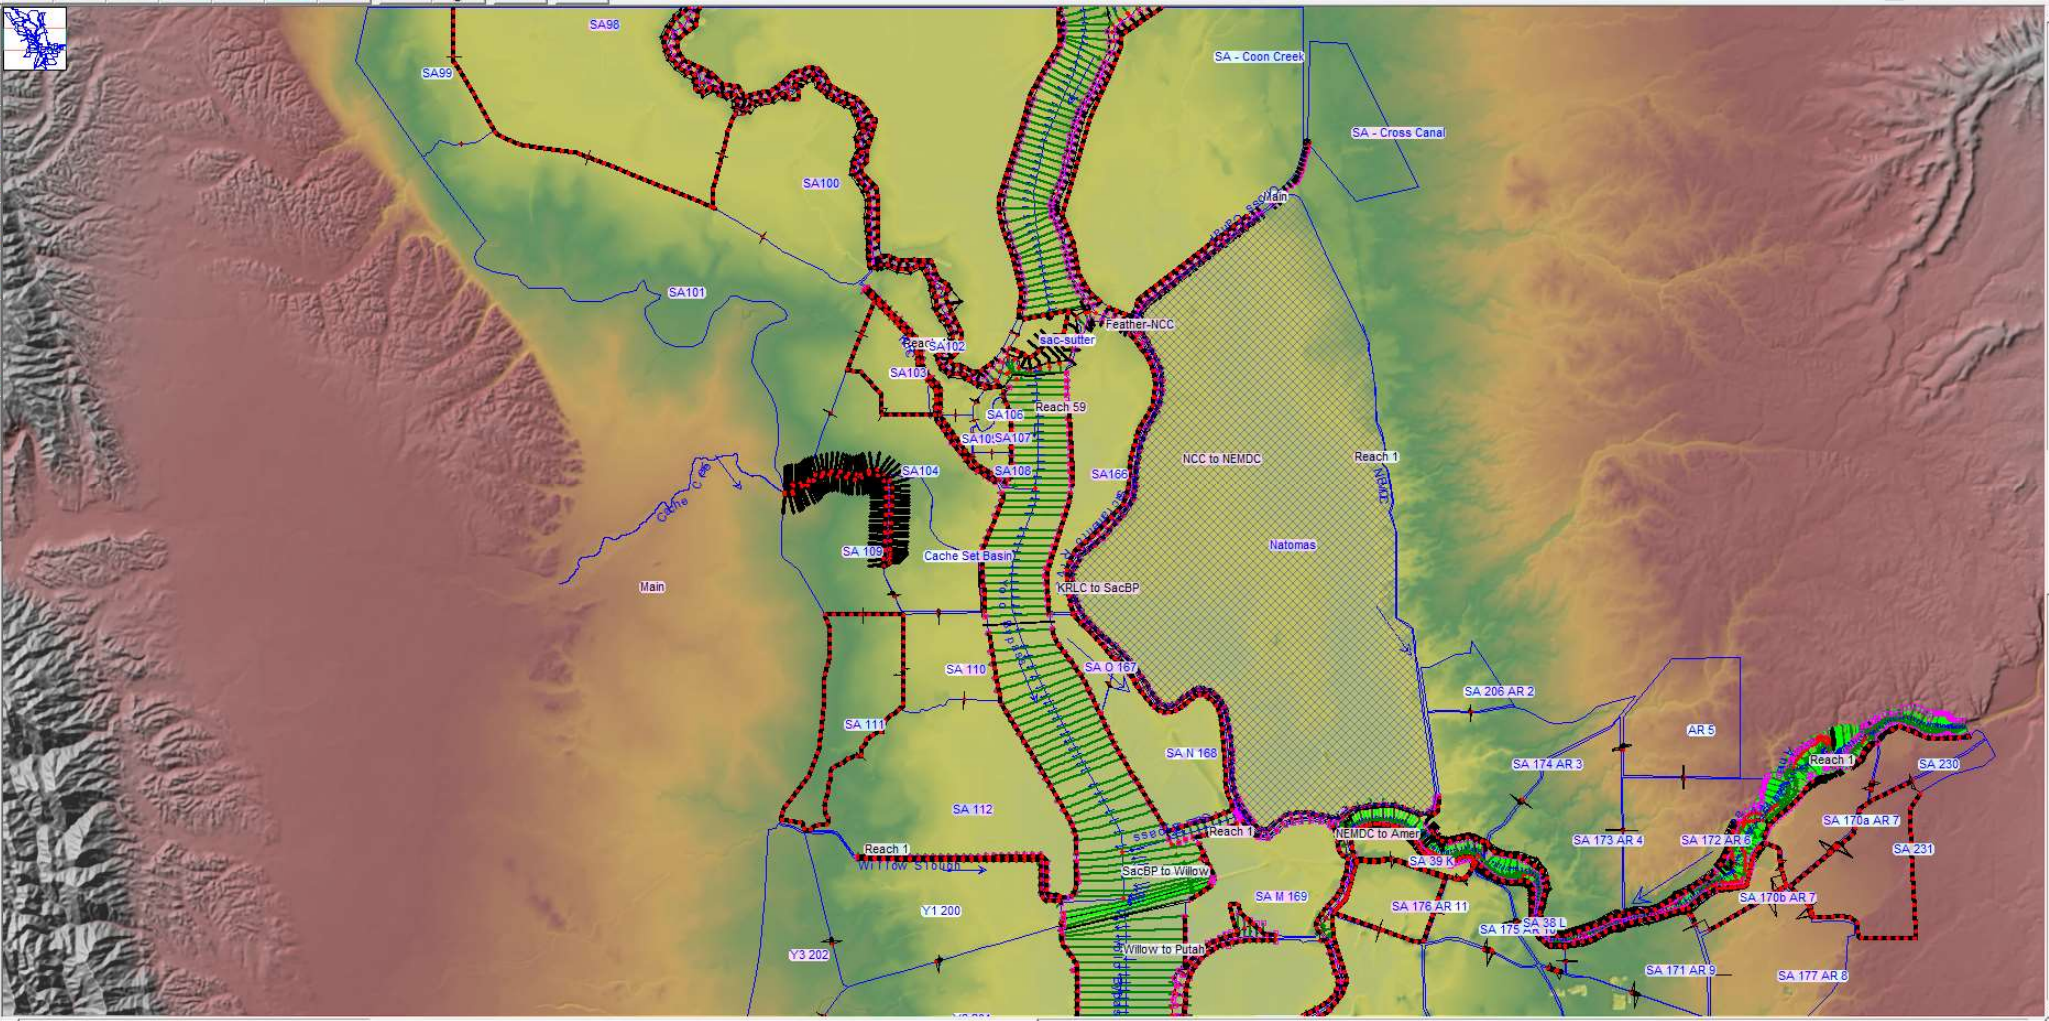 SA98
SA - Coon Creek
SA99
SA - Cross Canal
SA100
Main
SA101
Feather-NCC
sac-sutter
SA102
SA103
Reach 59
SA106
SA107
NCC to NEMDC
Reach 1
SA104
SA108
SA166
Cache Cree
NEMDC
Natomas
SA 109
Cache Set Basin
Main
KRLC to SacBP
SA 110
SA O 167
SA 206 AR 2
SA 111
AR 5
SA N 168
SA 174 AR 3
Reach 1
SA 230
SA 112
SA 170a AR 7
Reach 1
NEMDC to Amer
SA 173 AR 4
SA 172 AR 6
Reach 1
SA 231
Willow Slough
SA 39 K
SacBP to Willow
SA M 169
SA 170b AR 7
Y1 200
SA 176 AR 11
SA 38 L
Willow to Putah
Y3 202
SA 171 AR 9
SA 177 AR 8